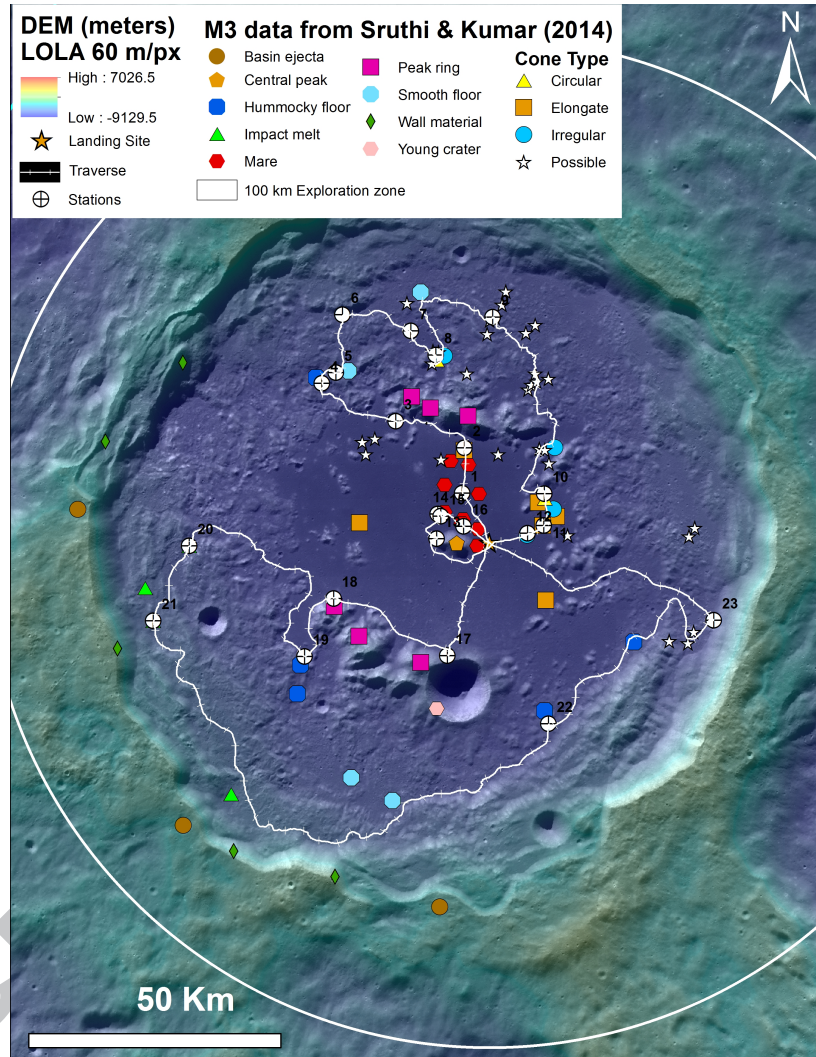 DEM (meters)
LOLA 60 m/px
High : 7026.5
Low : -9129.5
Landing Site
Traverse
Stations
M3 data from Sruthi & Kumar (2014)
Basin ejecta
Central peak
Hummocky floor
Impact melt
Mare
Peak ring
Smooth floor
Wall material
Young crater
100 km Exploration zone
Cone Type
Circular
Elongate
Irregular
Possible
N
6
7
9
8
5
4
3
2
1
10
14
15
16
13
12
11
20
21
18
19
17
23
22
50 Km